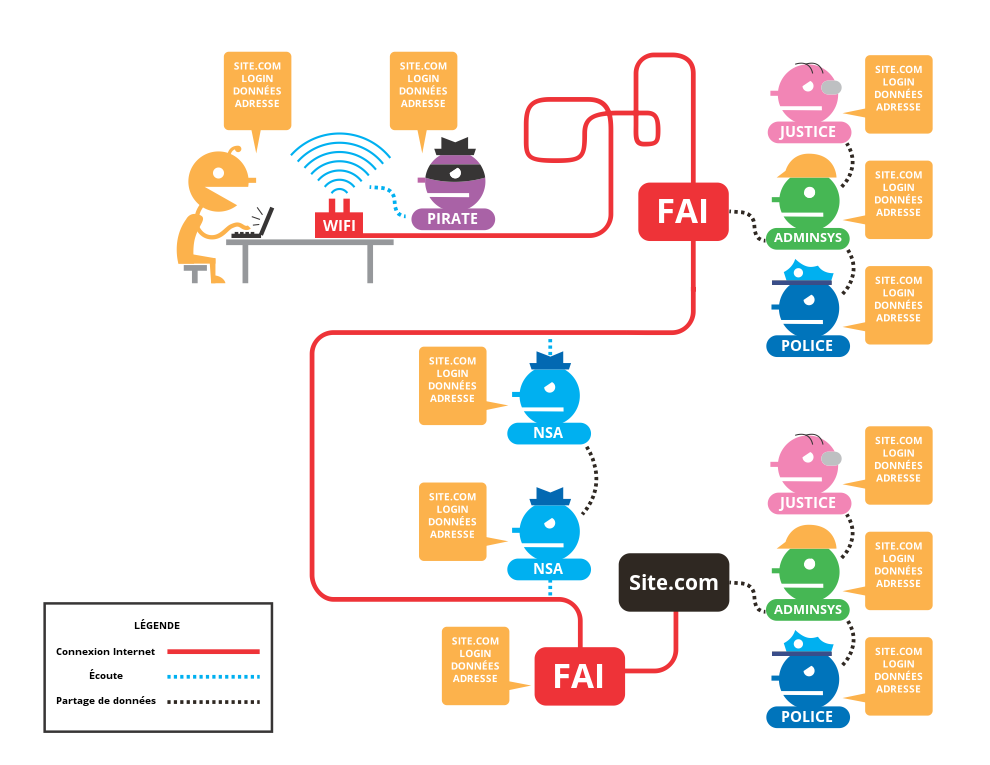 SITE.COM
LOGIN
DONNÉES
ADRESSE
SITE.COM
LOGIN
DONNÉES
ADRESSE
WIFI
PIRATE
FAI
JUSTICE
SITE.COM
LOGIN
DONNÉES
ADRESSE
ADMINSYS
SITE.COM
LOGIN
DONNÉES
ADRESSE
POLICE
SITE.COM
LOGIN
DONNÉES
ADRESSE
SITE.COM
LOGIN
DONNÉES
ADRESSE
NSA
SITE.COM
LOGIN
DONNÉES
ADRESSE
NSA
SITE.COM
LOGIN
DONNÉES
ADRESSE
FAI
Site.com
JUSTICE
SITE.COM
LOGIN
DONNÉES
ADRESSE
ADMINSYS
SITE.COM
LOGIN
DONNÉES
ADRESSE
POLICE
SITE.COM
LOGIN
DONNÉES
ADRESSE
LÉGENDE
Connexion Internet
Écoute
Partage de données